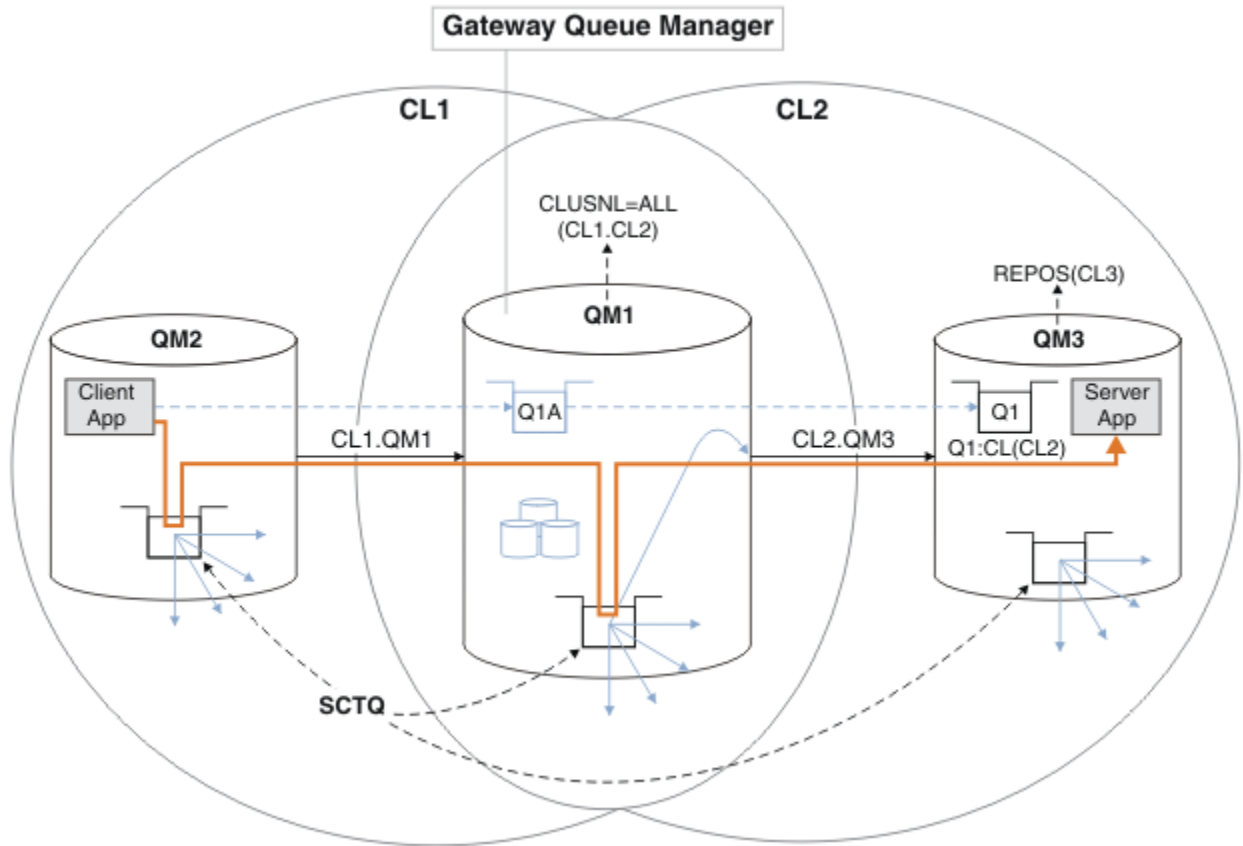 Gateway Queue Manager
CL1
CL2
CLUSNL=ALL
(CL1.CL2)
REPOS(CL3)
QM2
QM1
QM3
Client
App
Q1A
Q1
Server
App
CL1.QM1
CL2.QM3
Q1:CL(CL2)
SCTQ